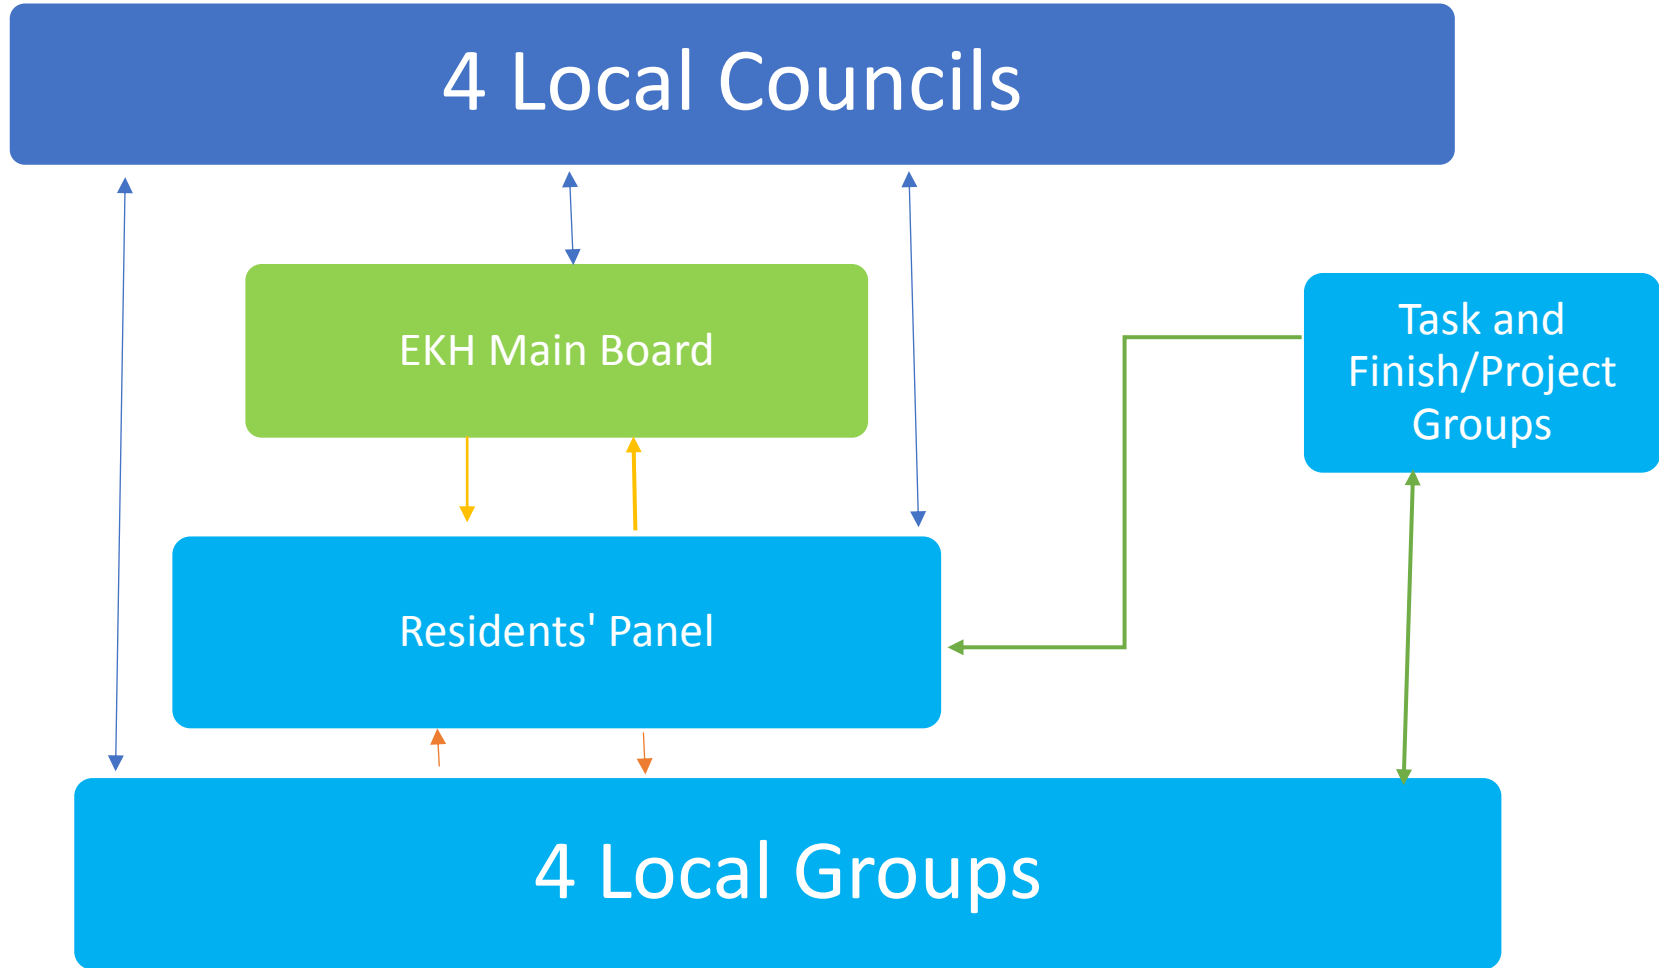 4 Local Councils
EKH Main Board
Task and
Finish/Project
Groups
Residents' Panel
4 Local Groups